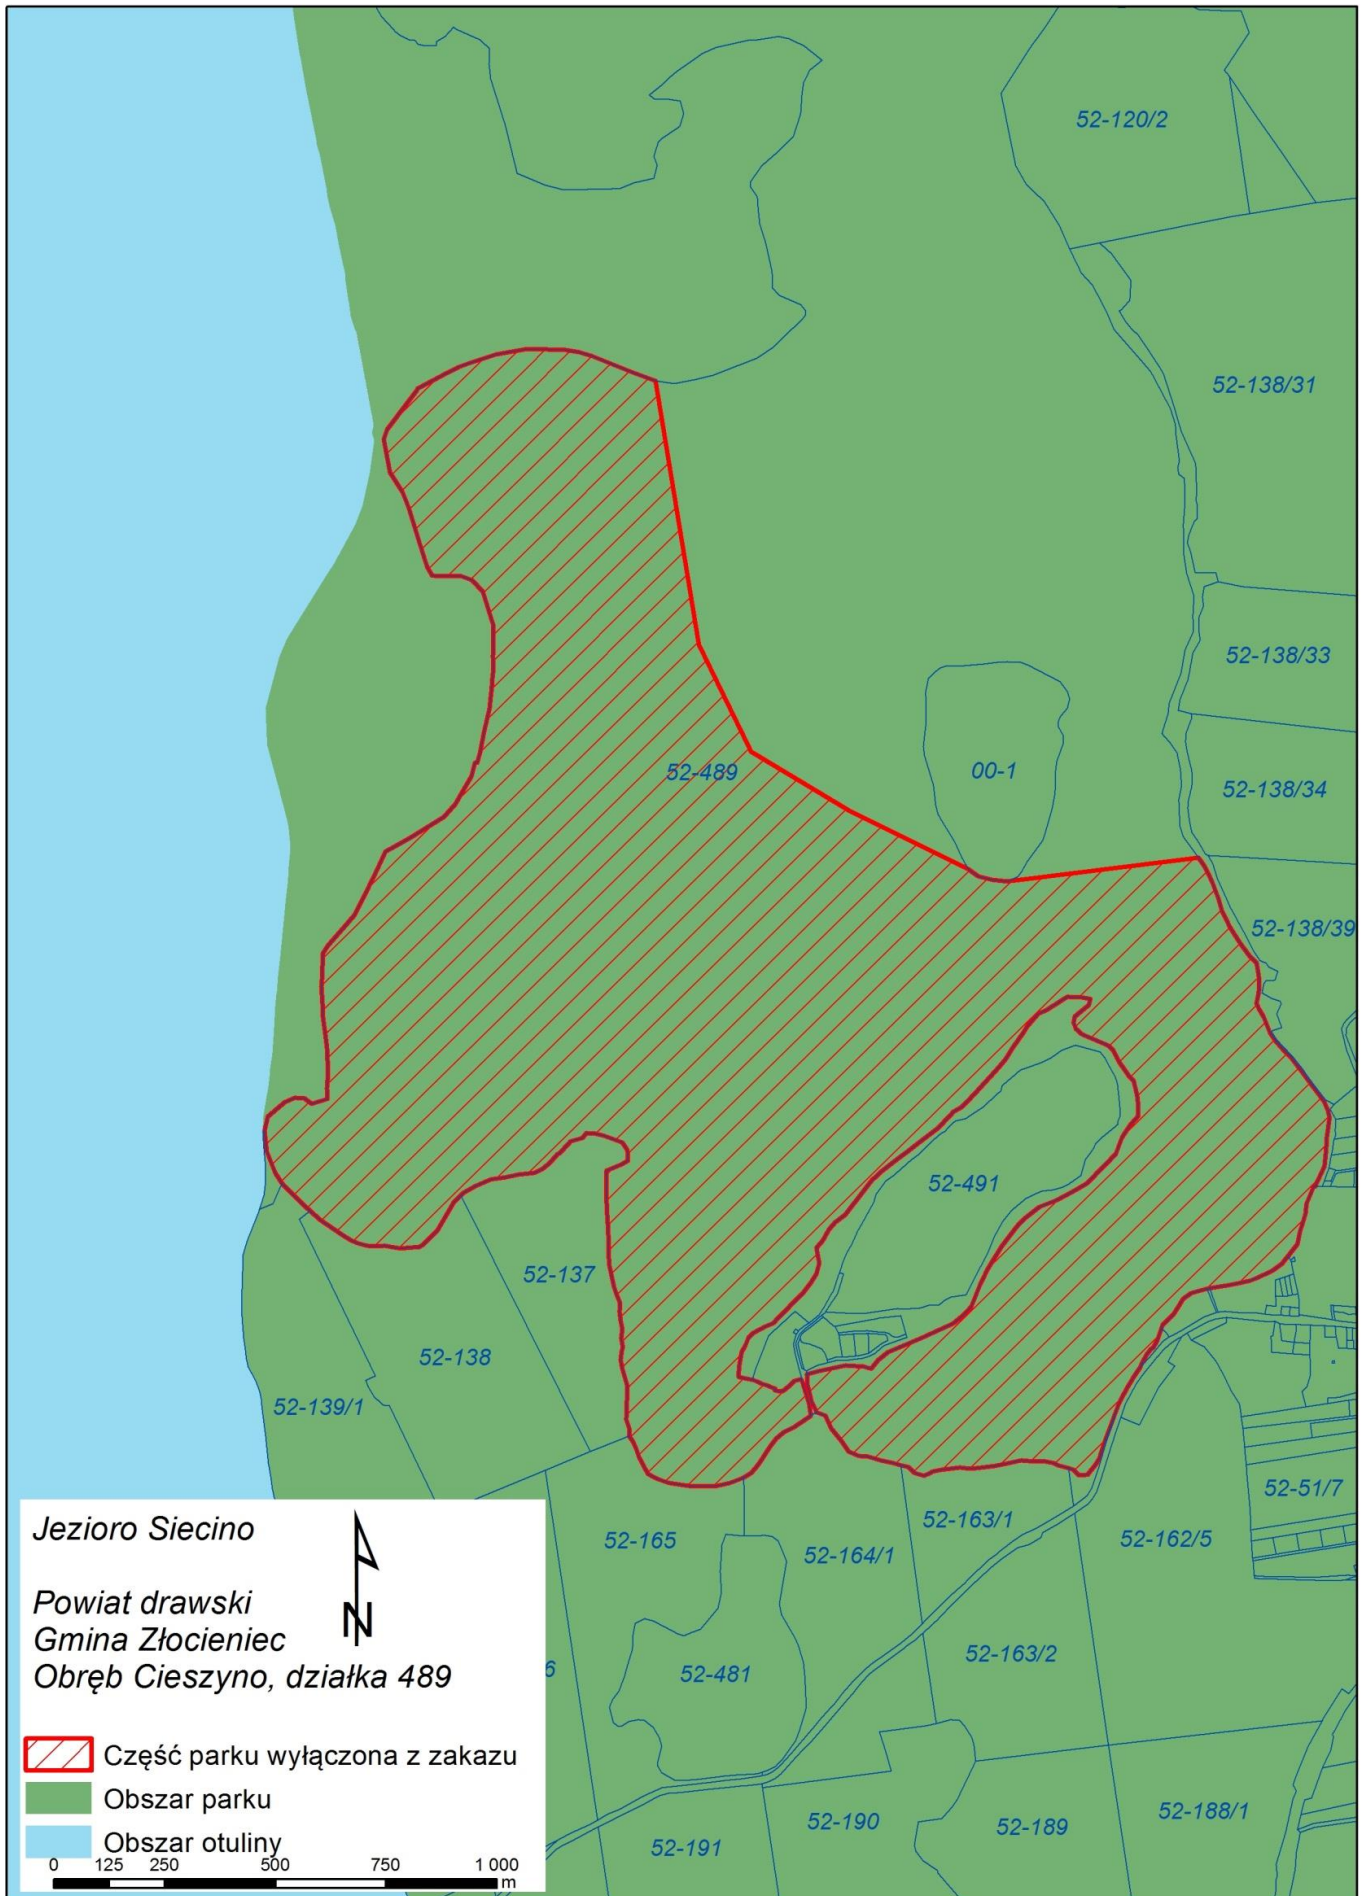 52-120/2
52-138/31
52-138/33
52-489
00-1
52-138/34
52-138/39
52-491
52-137
52-138
52-139/1
52-51/7
52-163/1
52-165
52-164/1
52-162/5
52-163/2
6
52-481
52-188/1
52-190
52-189
52-191
Jezioro Siecino
N
Powiat drawski
Gmina Złocieniec
Obręb Cieszyno, działka 489
Część parku wyłączona z zakazu
Obszar parku
Obszar otuliny
0 125 250 500 750 1 000
m